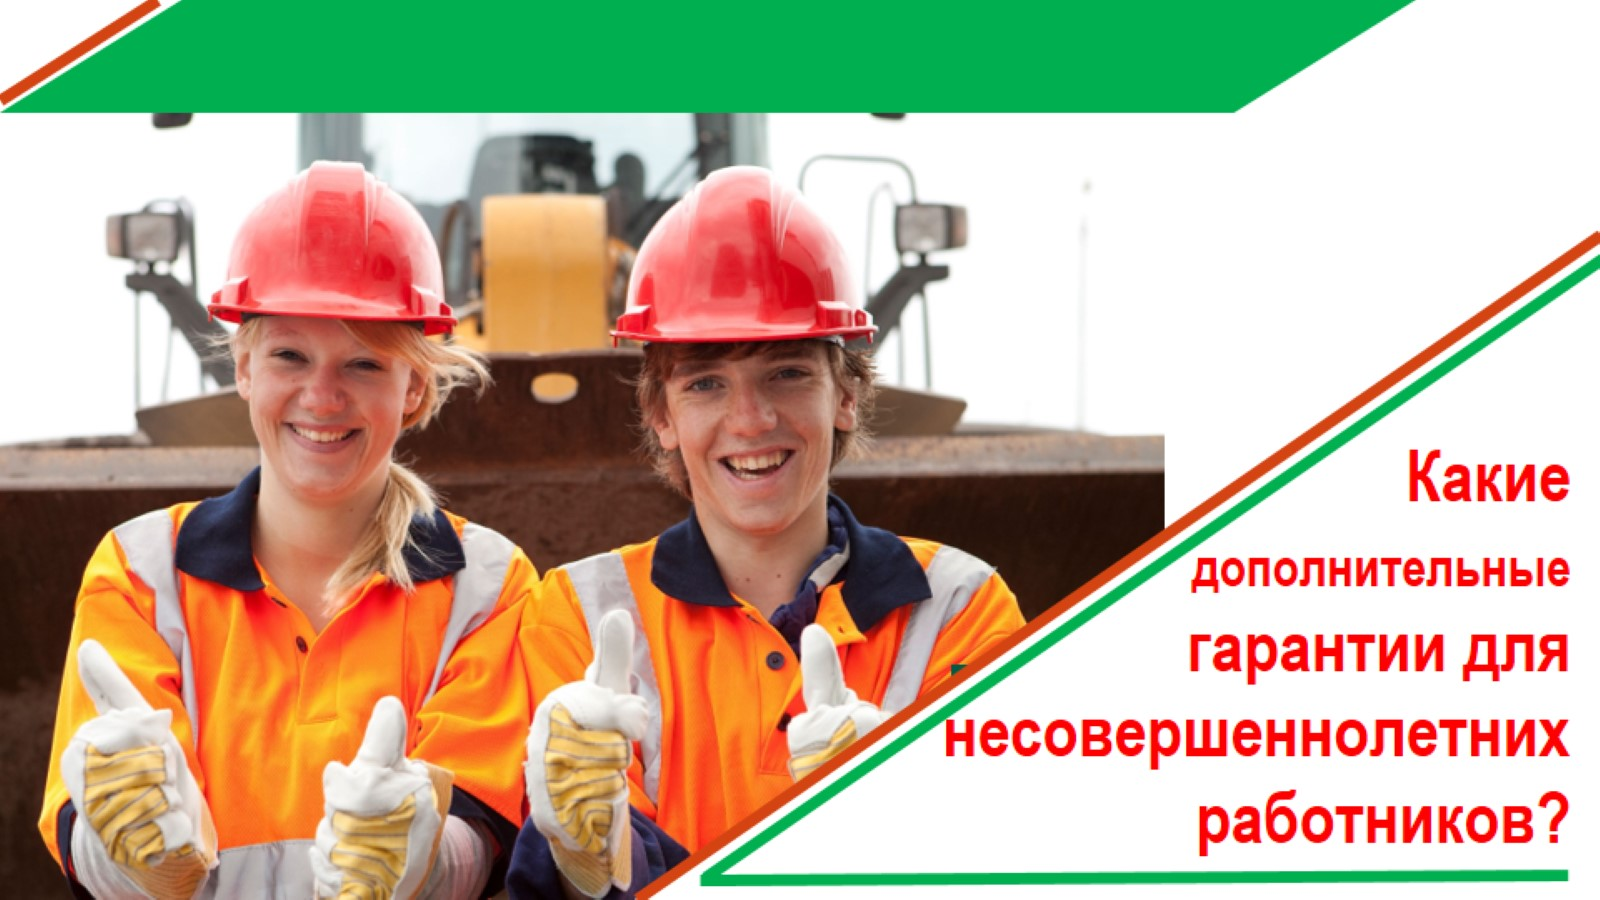 Какие
дополнительные
гарантии для
несовершеннолетних
работников?